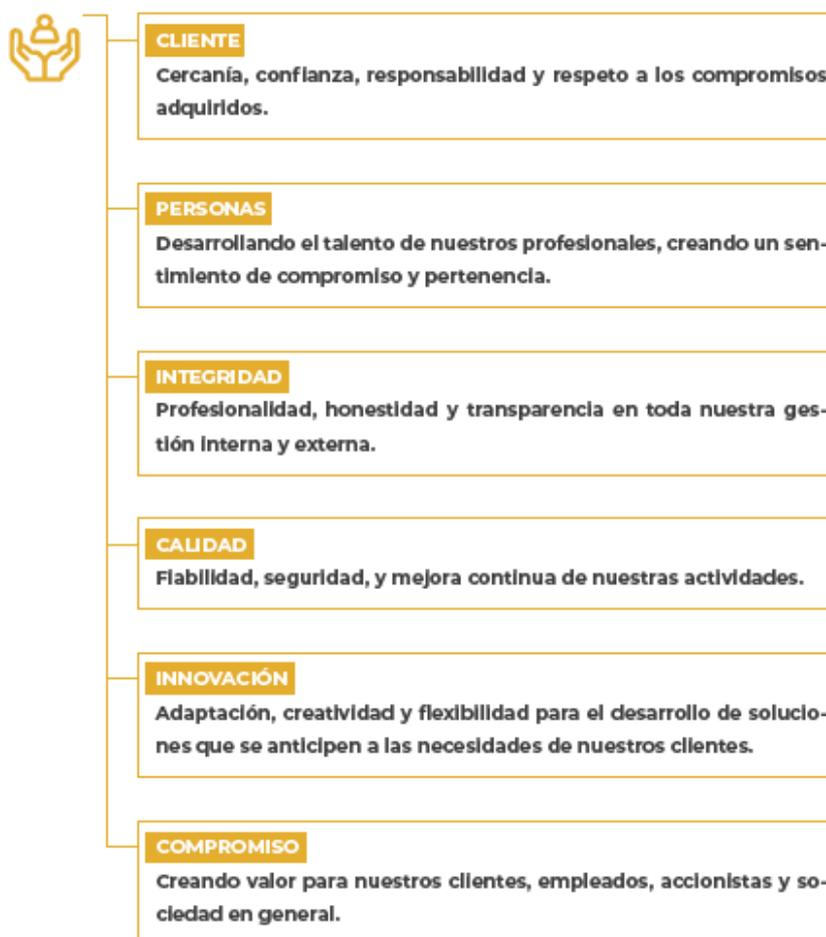 CLIENTE
Cercanía, confianza, responsabilidad y respeto a los compromisos
adquiridos.
PERSONAS
Desarrollando el talento de nuestros profesionales, creando un sen-
timiento de compromiso y pertenencia.
INTEGRIDAD
Profesionalidad, honestidad y transparencia en toda nuestra ges-
tión interna y externa.
CALIDAD
Fiabilidad, seguridad, y mejora continua de nuestras actividades.
INNOVACIÓN
Adaptación, creatividad y flexibilidad para el desarrollo de solucio-
nes que se anticipen a las necesidades de nuestros clientes.
COMPROMISO
Creando valor para nuestros clientes, empleados, accionistas y so-
ciedad en general.